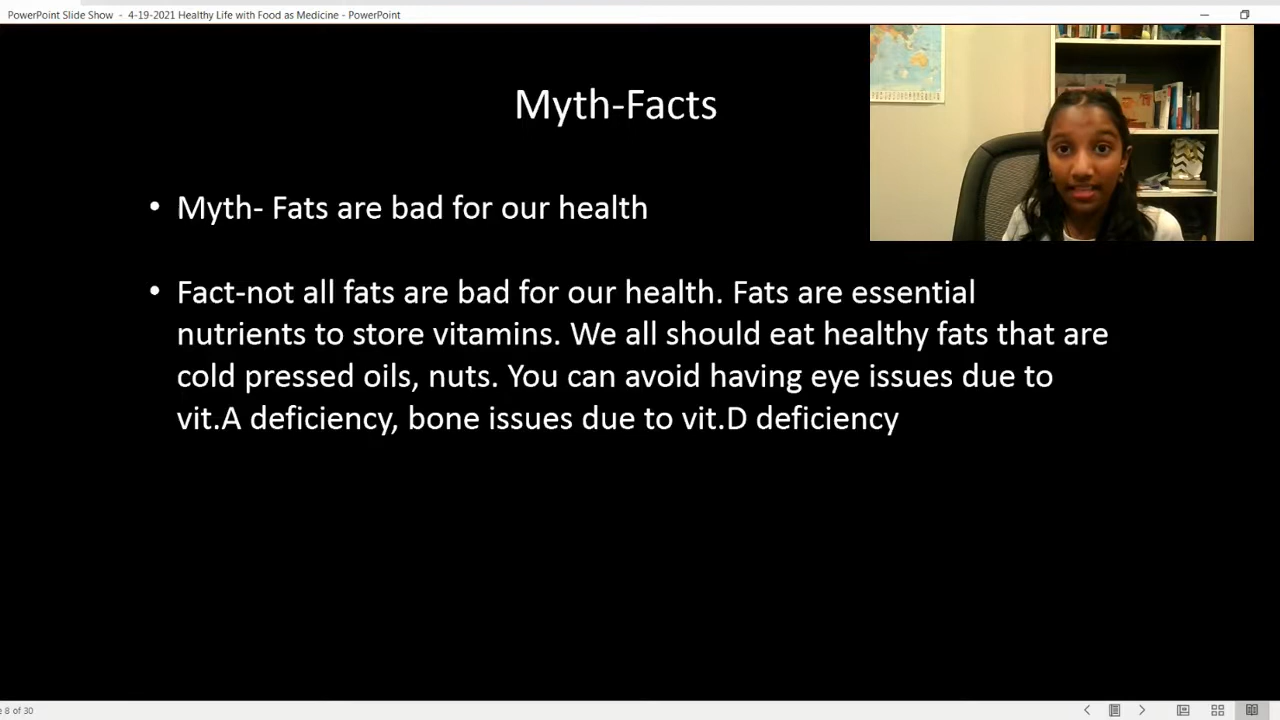 PowerPoint Slide Show - 4-19-2021 Healthy Life with Food as Medicine - PowerPoint
Myth-Facts
• Myth- Fats are bad for our health
• Fact-not all fats are bad for our health. Fats are essential
nutrients to store vitamins. We all should eat healthy fats that are
cold pressed oils, nuts. You can avoid having eye issues due to
vit.A deficiency, bone issues due to vit.D deficiency
8 of 30